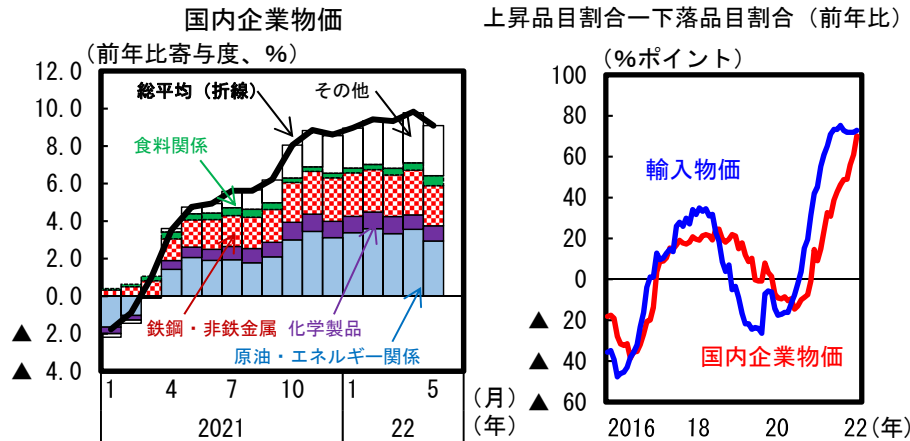 国内企業物価
(前年比寄与度、%)
12.0
10.0
8.0
6.0
4.0
2.0
0.0
▲ 2.0
▲ 4.0
総平均（折線）
その他
食料関係
鉄鋼・非鉄金属
化学製品
原油・エネルギー関係
1 4 7 10 1 5 (月)
2021 22 (年)
上昇品目割合ー下落品目割合（前年比）
(%ポイント)
100
80
60
40
20
0
▲ 20
▲ 40
▲ 60
輸入物価
国内企業物価
2016 18 20 22(年)